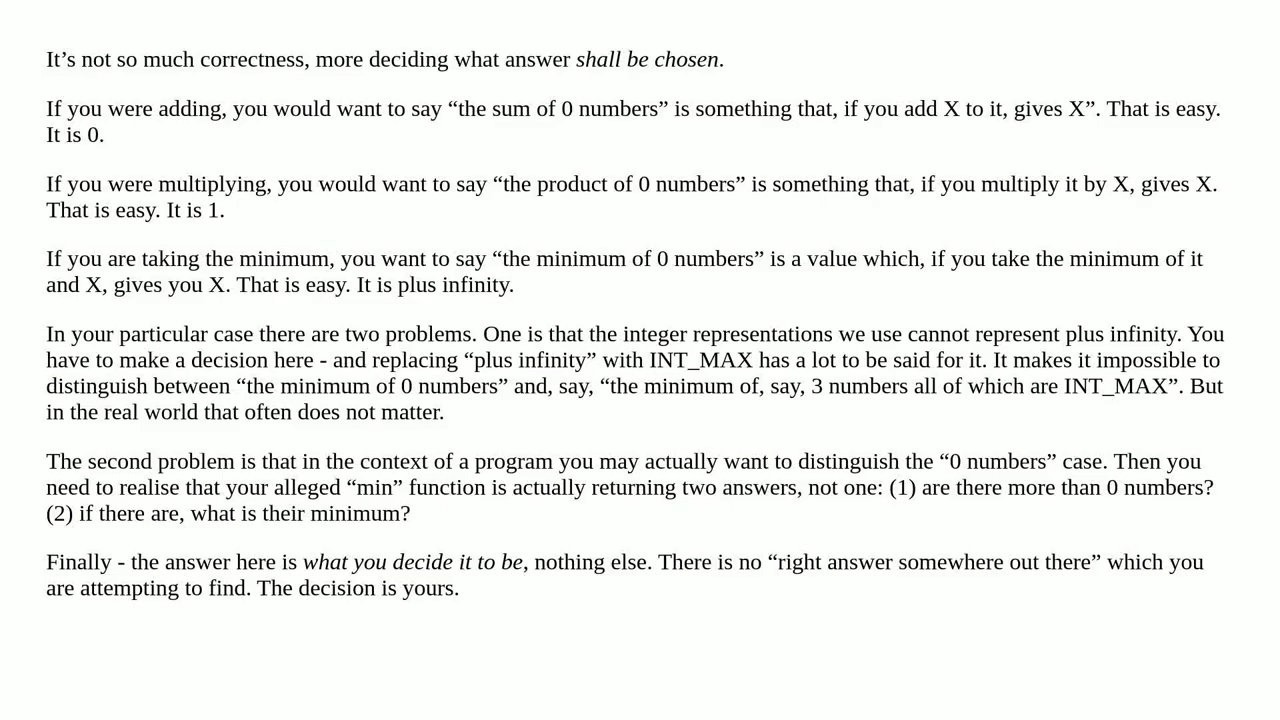 It’s not so much correctness, more deciding what answer shall be chosen.
If you were adding, you would want to say “the sum of 0 numbers” is something that, if you add X to it, gives X”. That is easy.
It is 0.
If you were multiplying, you would want to say “the product of 0 numbers” is something that, if you multiply it by X, gives X.
That is easy. It is 1.
If you are taking the minimum, you want to say “the minimum of 0 numbers” is a value which, if you take the minimum of it
and X, gives you X. That is easy. It is plus infinity.
In your particular case there are two problems. One is that the integer representations we use cannot represent plus infinity. You
have to make a decision here - and replacing “plus infinity” with INT_MAX has a lot to be said for it. It makes it impossible to
distinguish between “the minimum of 0 numbers” and, say, “the minimum of, say, 3 numbers all of which are INT_MAX”. But
in the real world that often does not matter.
The second problem is that in the context of a program you may actually want to distinguish the “0 numbers” case. Then you
need to realise that your alleged “min” function is actually returning two answers, not one: (1) are there more than 0 numbers?
(2) if there are, what is their minimum?
Finally - the answer here is what you decide it to be, nothing else. There is no “right answer somewhere out there” which you
are attempting to find. The decision is yours.